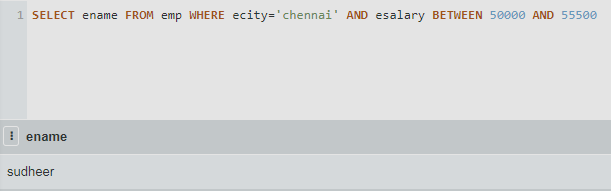 1 SELECT ename FROM emp WHERE ecity='chennai' AND esalary BETWEEN 50000 AND 55500
ename
sudheer